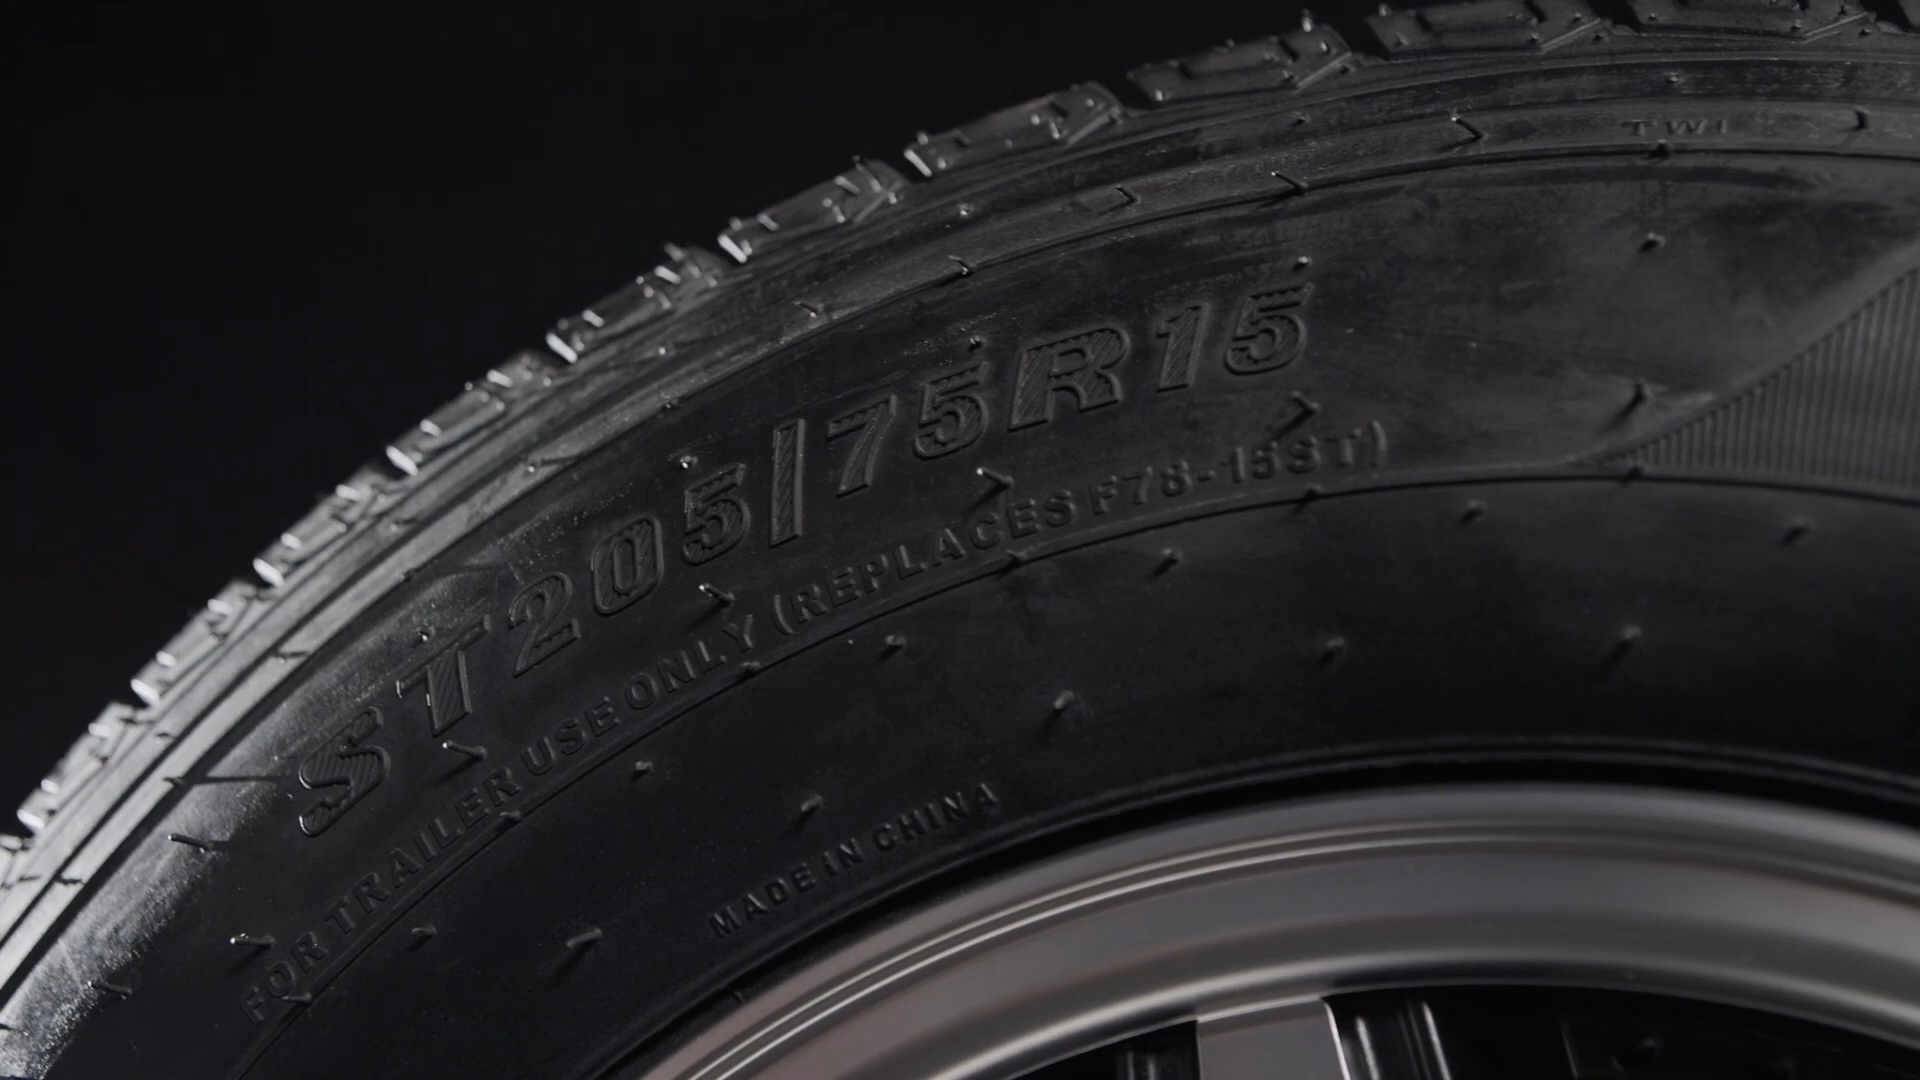 TWI
ST205/75R15
FOR TRAILER USE ONLY (REPLACES F78-15ST)
MADE IN CHINA